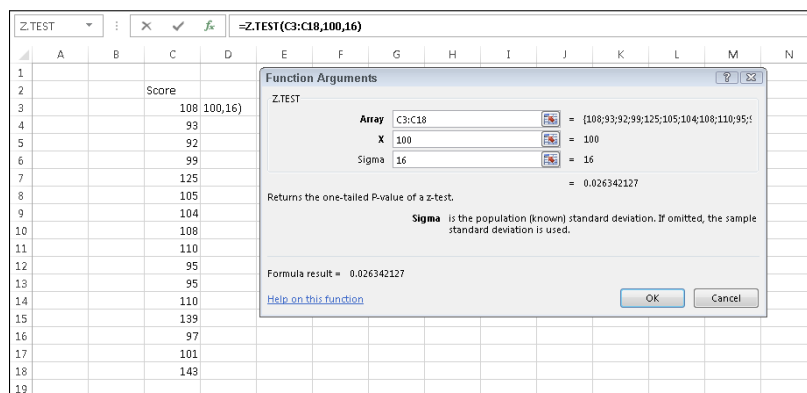 Z.TEST =Z.TEST(C3:C18,100,16)
A B C D E F G H I J K L M N
1
2 Score
3 108 100,16)
4 93
5 92
6 99
7 125
8 105
9 104
10 108
11 110
12 95
13 95
14 110
15 139
16 97
17 101
18 143
19
Function Arguments
Z.TEST
Array C3:C18 = {108;93;92;99;125;105;104;108;110;95;9
X 100 = 100
Sigma 16 = 16
= 0.026342127
Returns the one-tailed P-value of a z-test.
Sigma is the population (known) standard deviation. If omitted, the sample
standard deviation is used.
Formula result = 0.026342127
Help on this function
OK Cancel